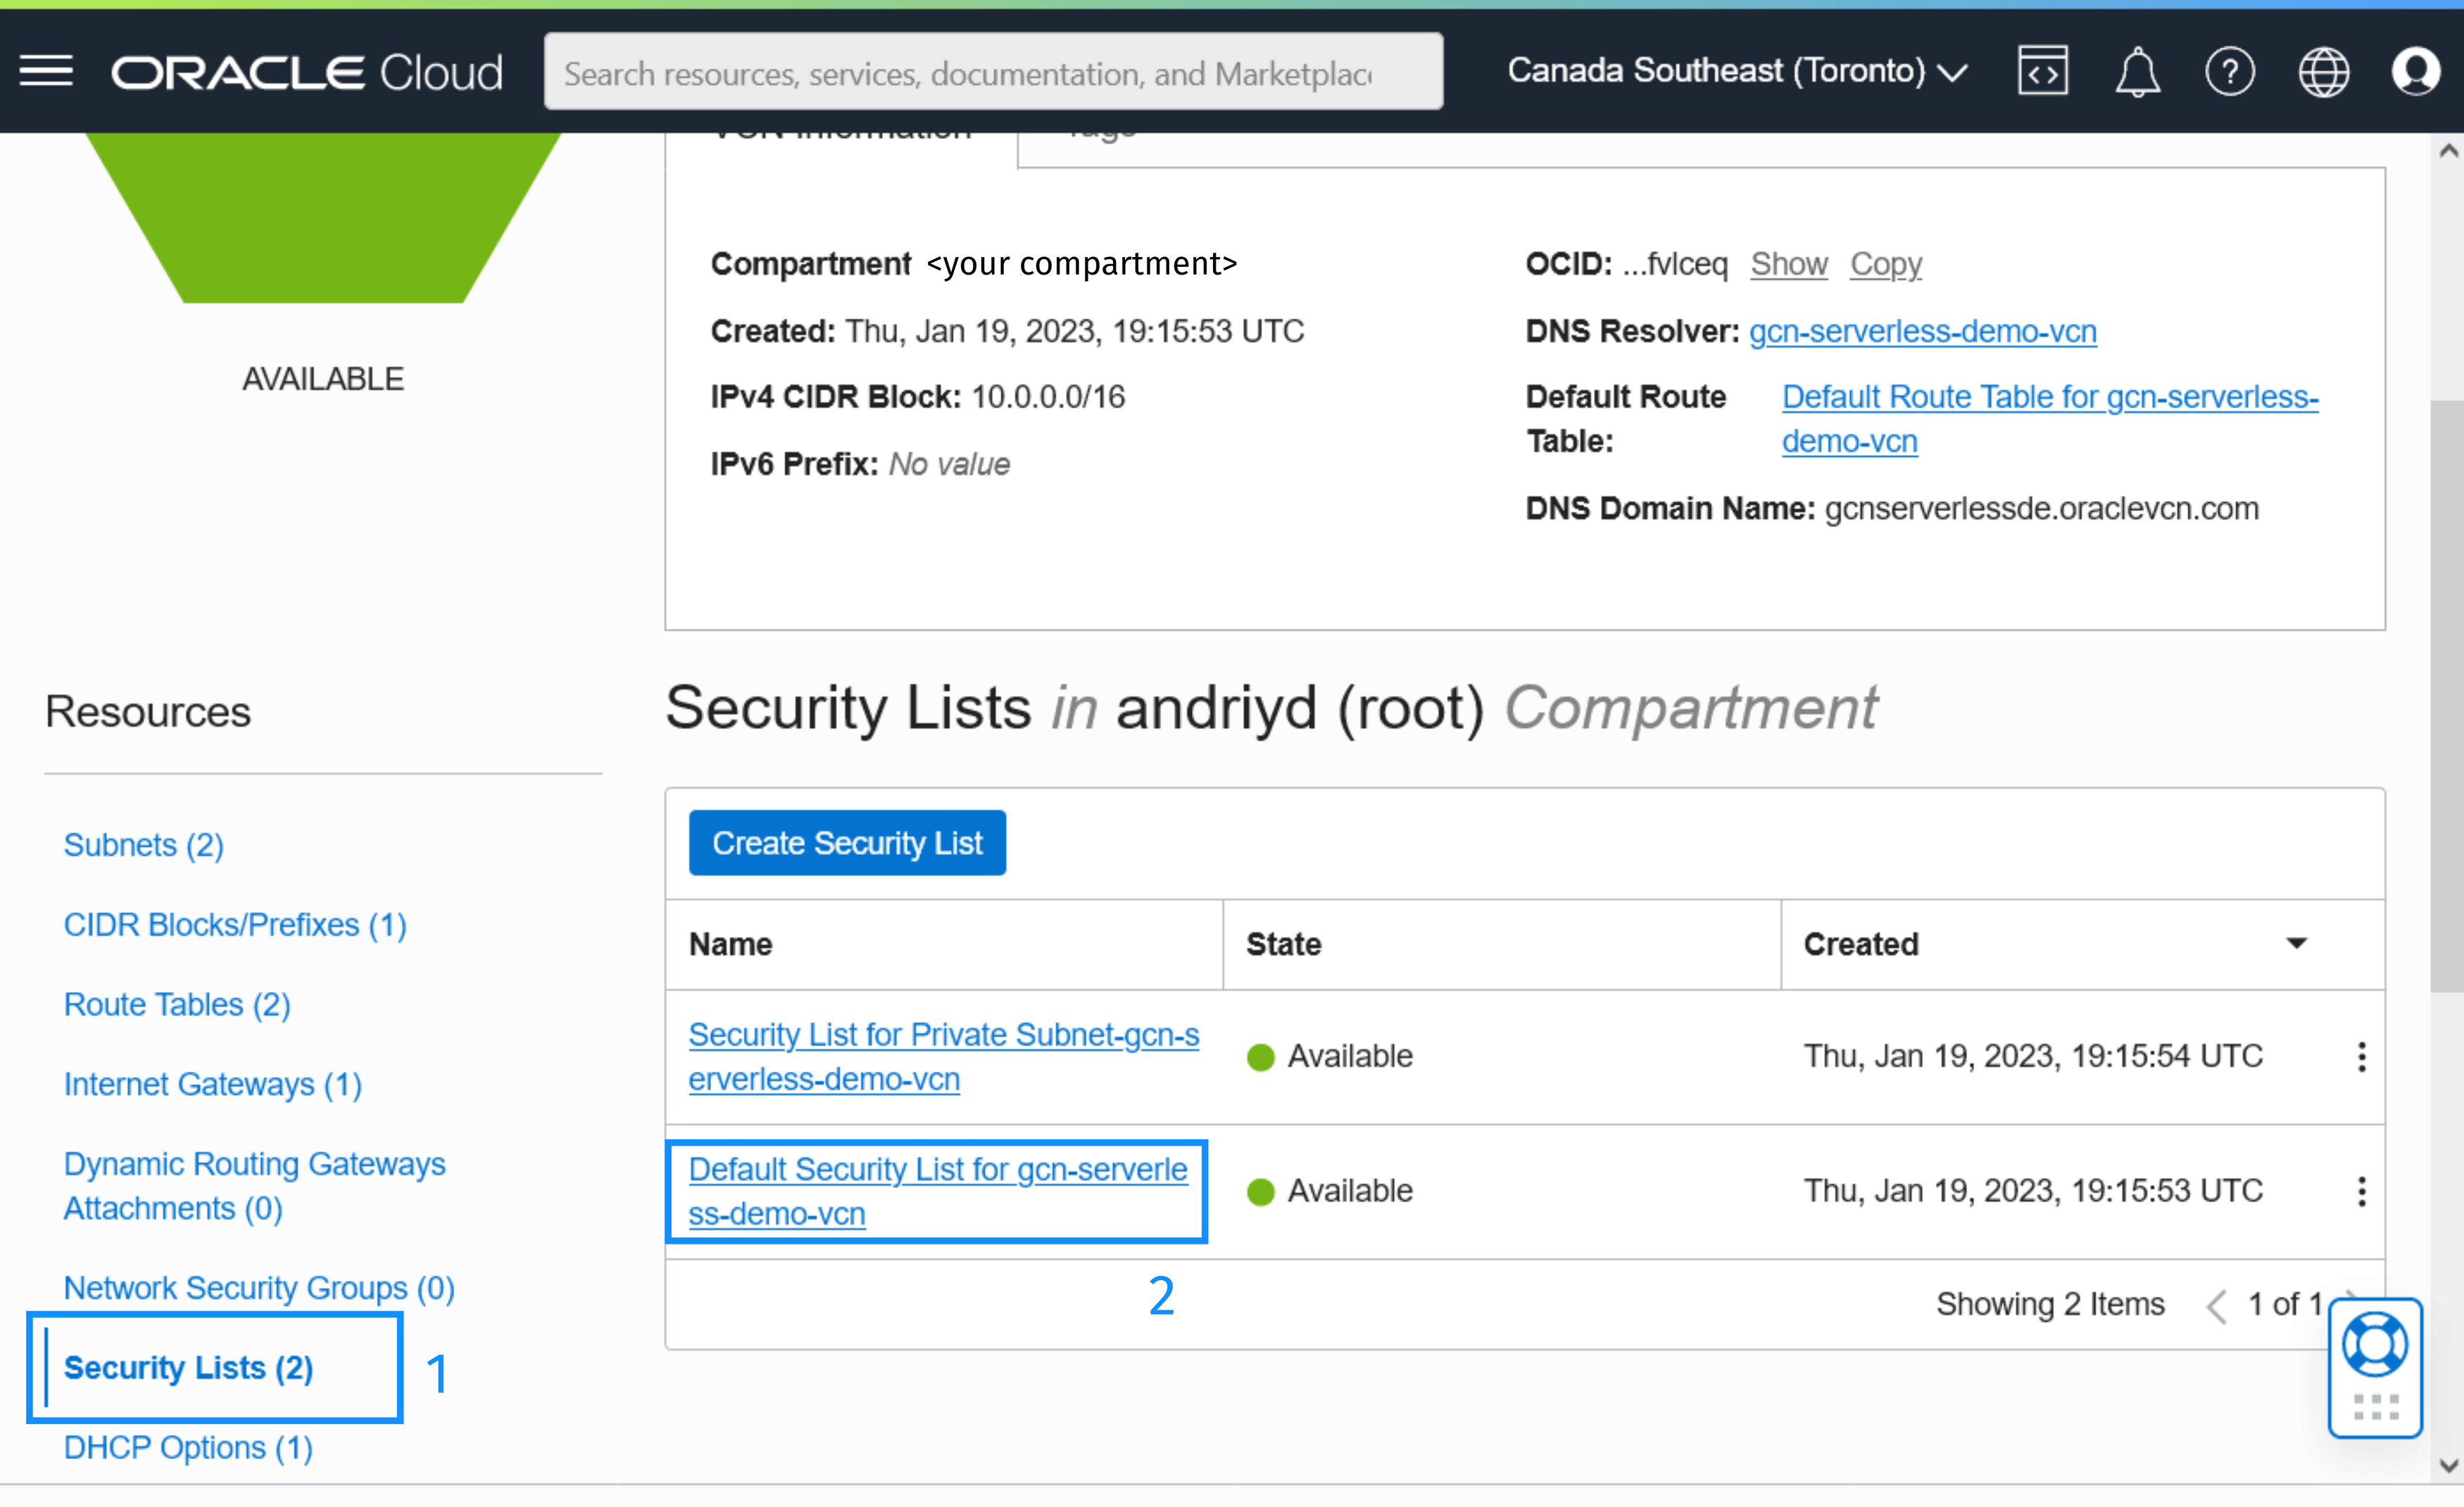 ORACLE Cloud
Search resources, services, documentation, and Marketplac
Canada Southeast (Toronto)
VCN Information
Tags
AVAILABLE
Compartment <your compartment>
Created: Thu, Jan 19, 2023, 19:15:53 UTC
IPv4 CIDR Block: 10.0.0.0/16
IPv6 Prefix: No value
OCID: ...fvlceq Show Copy
DNS Resolver: gcn-serverless-demo-vcn
Default Route Default Route Table for gcn-serverless-
Table: demo-vcn
DNS Domain Name: gcnserverlessde.oraclevcn.com
Resources
Subnets (2)
CIDR Blocks/Prefixes (1)
Route Tables (2)
Internet Gateways (1)
Dynamic Routing Gateways
Attachments (0)
Network Security Groups (0)
Security Lists (2)
1
DHCP Options (1)
Security Lists in andriyd (root) Compartment
Create Security List
Name State Created
Security List for Private Subnet-gcn-s
erverless-demo-vcn
Available
Thu, Jan 19, 2023, 19:15:54 UTC
Default Security List for gcn-serverle
ss-demo-vcn
Available
Thu, Jan 19, 2023, 19:15:53 UTC
2
Showing 2 Items
1 of 1